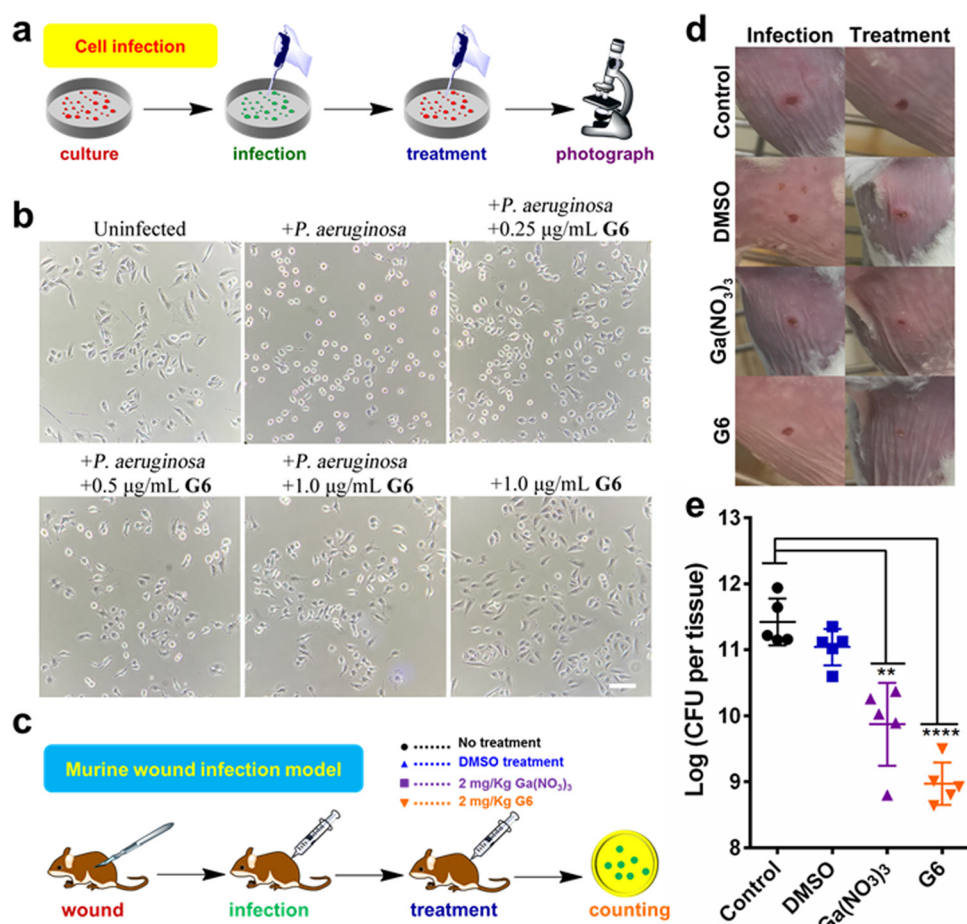 a
Cell infection
culture
infection
treatment
photograph
b
Uninfected
+P. aeruginosa
+P. aeruginosa
+0.25 μg/mL G6
+P. aeruginosa
+0.5 μg/mL G6
+P. aeruginosa
+1.0 μg/mL G6
+1.0 μg/mL G6
c
Murine wound infection model
No treatment
DMSO treatment
2 mg/Kg Ga(NO₃)₃
2 mg/Kg G6
wound
infection
treatment
counting
d
Infection
Treatment
Control
DMSO
Ga(NO₃)₃
G6
e
Log (CFU per tissue)
13
12
11
10
9
8
**
****
Control
DMSO
Ga(NO₃)₃
G6